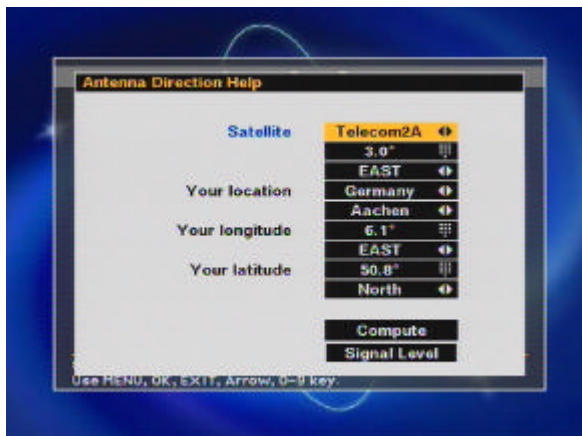 Antenna Direction Help
Satellite Telecom2A
3.0°
EAST
Your location Germany
Aachen
Your longitude 6.1°
EAST
Your latitude 50.8°
North
Compute
Signal Level
Use MENU, OK, EXIT, Arrow, 0-9 key.